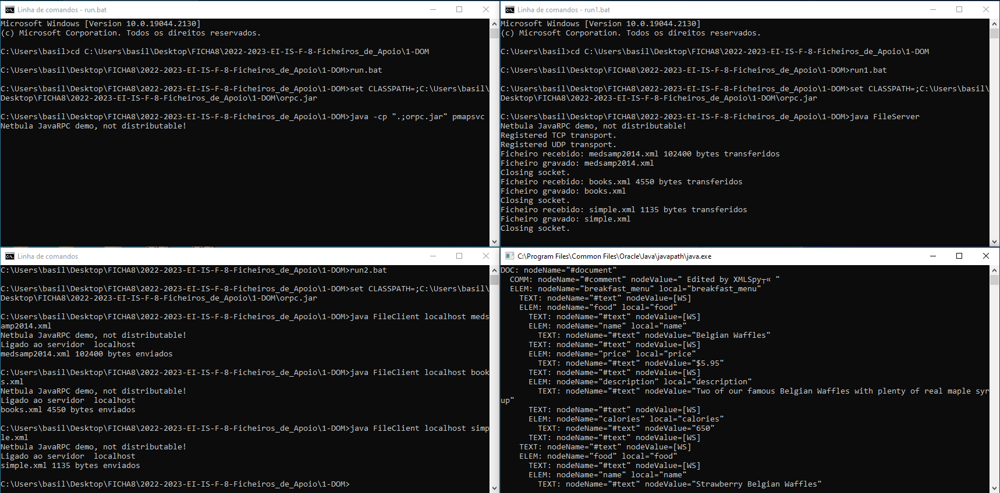 Linha de comandos - run.bat
Microsoft Windows [Version 10.0.19044.2130]
(c) Microsoft Corporation. Todos os direitos reservados.
C:\Users\basil>cd C:\Users\basil\Desktop\FICHA8\2022-2023-EI-IS-F-8-Ficheiros_de_Apoio\1-DOM
C:\Users\basil\Desktop\FICHA8\2022-2023-EI-IS-F-8-Ficheiros_de_Apoio\1-DOM>run.bat
C:\Users\basil\Desktop\FICHA8\2022-2023-EI-IS-F-8-Ficheiros_de_Apoio\1-DOM>set CLASSPATH=;C:\Users\basil\
Desktop\FICHA8\2022-2023-EI-IS-F-8-Ficheiros_de_Apoio\1-DOM\orpc.jar
C:\Users\basil\Desktop\FICHA8\2022-2023-EI-IS-F-8-Ficheiros_de_Apoio\1-DOM>java -cp ".;orpc.jar" pmapsvc
Netbula JavaRPC demo, not distributable!
Linha de comandos - run1.bat
Microsoft Windows [Version 10.0.19044.2130]
(c) Microsoft Corporation. Todos os direitos reservados.
C:\Users\basil>cd C:\Users\basil\Desktop\FICHA8\2022-2023-EI-IS-F-8-Ficheiros_de_Apoio\1-DOM
C:\Users\basil\Desktop\FICHA8\2022-2023-EI-IS-F-8-Ficheiros_de_Apoio\1-DOM>run1.bat
C:\Users\basil\Desktop\FICHA8\2022-2023-EI-IS-F-8-Ficheiros_de_Apoio\1-DOM>set CLASSPATH=;C:\Users\basil\
Desktop\FICHA8\2022-2023-EI-IS-F-8-Ficheiros_de_Apoio\1-DOM\orpc.jar
C:\Users\basil\Desktop\FICHA8\2022-2023-EI-IS-F-8-Ficheiros_de_Apoio\1-DOM>java FileServer
Netbula JavaRPC demo, not distributable!
Registered TCP transport.
Registered UDP transport.
Ficheiro recebido: medsamp2014.xml 102400 bytes transferidos
Ficheiro gravado: medsamp2014.xml
Closing socket.
Ficheiro recebido: books.xml 4550 bytes transferidos
Ficheiro gravado: books.xml
Closing socket.
Ficheiro recebido: simple.xml 1135 bytes transferidos
Ficheiro gravado: simple.xml
Closing socket.
Linha de comandos
C:\Users\basil\Desktop\FICHA8\2022-2023-EI-IS-F-8-Ficheiros_de_Apoio\1-DOM>run2.bat
C:\Users\basil\Desktop\FICHA8\2022-2023-EI-IS-F-8-Ficheiros_de_Apoio\1-DOM>set CLASSPATH=;C:\Users\basil\
Desktop\FICHA8\2022-2023-EI-IS-F-8-Ficheiros_de_Apoio\1-DOM\orpc.jar
C:\Users\basil\Desktop\FICHA8\2022-2023-EI-IS-F-8-Ficheiros_de_Apoio\1-DOM>java FileClient localhost meds
amp2014.xml
Netbula JavaRPC demo, not distributable!
Ligado ao servidor  localhost
medsamp2014.xml 102400 bytes enviados
C:\Users\basil\Desktop\FICHA8\2022-2023-EI-IS-F-8-Ficheiros_de_Apoio\1-DOM>java FileClient localhost book
s.xml
Netbula JavaRPC demo, not distributable!
Ligado ao servidor  localhost
books.xml 4550 bytes enviados
C:\Users\basil\Desktop\FICHA8\2022-2023-EI-IS-F-8-Ficheiros_de_Apoio\1-DOM>java FileClient localhost simp
le.xml
Netbula JavaRPC demo, not distributable!
Ligado ao servidor  localhost
simple.xml 1135 bytes enviados
C:\Users\basil\Desktop\FICHA8\2022-2023-EI-IS-F-8-Ficheiros_de_Apoio\1-DOM>
C:\Program Files\Common Files\Oracle\Java\javapath\java.exe
DOC: nodeName="#document"
COMM: nodeName="#comment" nodeValue=" Edited by XMLSpy┬« "
ELEM: nodeName="breakfast_menu" local="breakfast_menu"
TEXT: nodeName="#text" nodeValue=[WS]
ELEM: nodeName="food" local="food"
TEXT: nodeName="#text" nodeValue=[WS]
ELEM: nodeName="name" local="name"
TEXT: nodeName="#text" nodeValue="Belgian Waffles"
TEXT: nodeName="#text" nodeValue=[WS]
ELEM: nodeName="price" local="price"
TEXT: nodeName="#text" nodeValue="$5.95"
TEXT: nodeName="#text" nodeValue=[WS]
ELEM: nodeName="description" local="description"
TEXT: nodeName="#text" nodeValue="Two of our famous Belgian Waffles with plenty of real maple syr
up"
TEXT: nodeName="#text" nodeValue=[WS]
ELEM: nodeName="calories" local="calories"
TEXT: nodeName="#text" nodeValue="650"
TEXT: nodeName="#text" nodeValue=[WS]
TEXT: nodeName="#text" nodeValue=[WS]
ELEM: nodeName="food" local="food"
TEXT: nodeName="#text" nodeValue=[WS]
ELEM: nodeName="name" local="name"
TEXT: nodeName="#text" nodeValue="Strawberry Belgian Waffles"